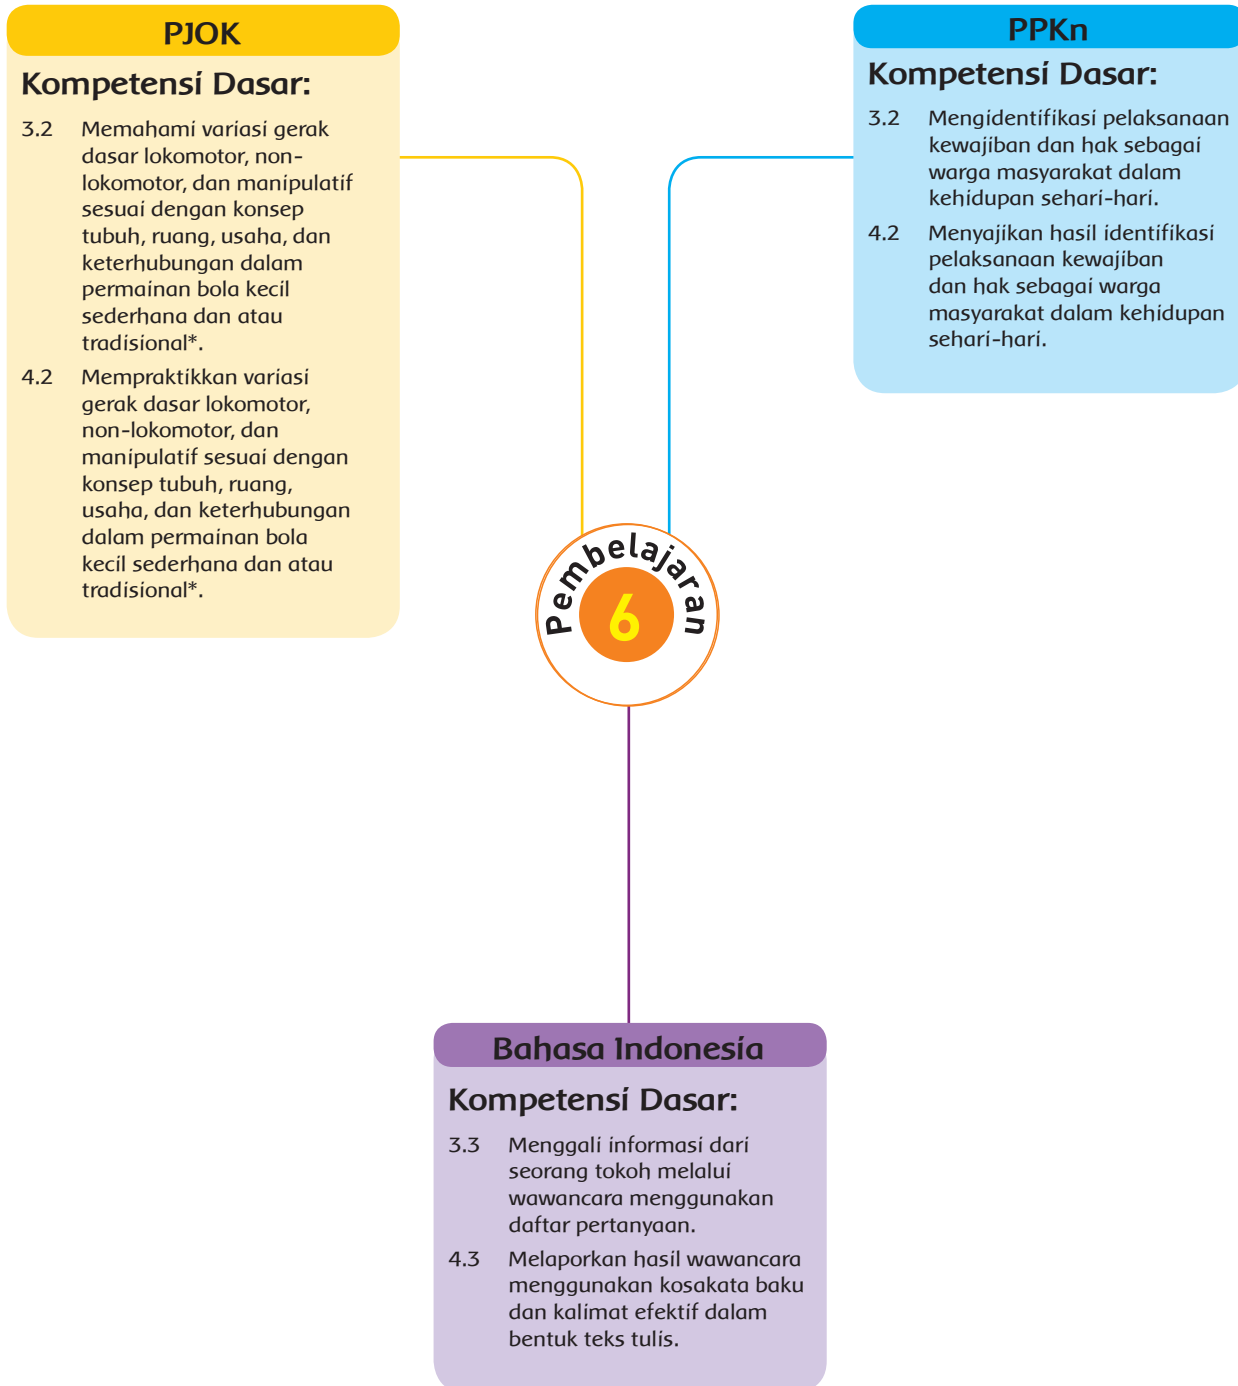 PJOK
Kompetensi Dasar:
3.2 Memahami variasi gerak
dasar lokomotor, non-
lokomotor, dan manipulatif
sesuai dengan konsep
tubuh, ruang, usaha, dan
keterhubungan dalam
permainan bola kecil
sederhana dan atau
tradisional*.
4.2 Mempraktikkan variasi
gerak dasar lokomotor,
non-lokomotor, dan
manipulatif sesuai dengan
konsep tubuh, ruang,
usaha, dan keterhubungan
dalam permainan bola
kecil sederhana dan atau
tradisional*.
PPKn
Kompetensi Dasar:
3.2 Mengidentifikasi pelaksanaan
kewajiban dan hak sebagai
warga masyarakat dalam
kehidupan sehari-hari.
4.2 Menyajikan hasil identifikasi
pelaksanaan kewajiban
dan hak sebagai warga
masyarakat dalam kehidupan
sehari-hari.
Pembelajaran
6
Bahasa Indonesia
Kompetensi Dasar:
3.3 Menggali informasi dari
seorang tokoh melalui
wawancara menggunakan
daftar pertanyaan.
4.3 Melaporkan hasil wawancara
menggunakan kosakata baku
dan kalimat efektif dalam
bentuk teks tulis.